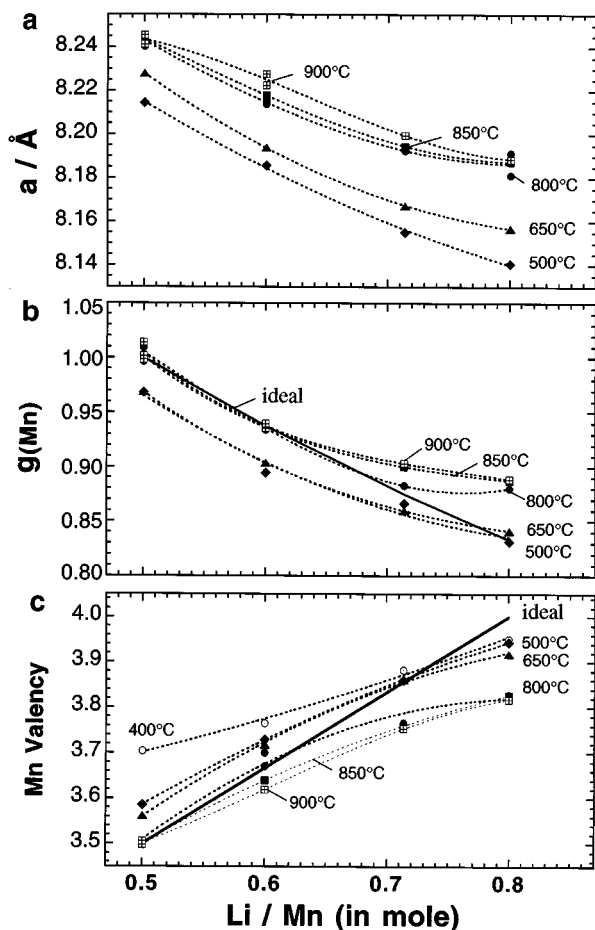 a
8.24
8.22
8.20
8.18
8.16
8.14
a / Å
900°C
850°C
800°C
650°C
500°C
b
1.05
1.00
0.95
0.90
0.85
0.80
g(Mn)
ideal
900°C
850°C
800°C
650°C
500°C
c
4.0
3.9
3.8
3.7
3.6
3.5
Mn Valency
ideal
500°C
650°C
800°C
400°C
850°C
900°C
0.5 0.6 0.7 0.8
Li / Mn (in mole)